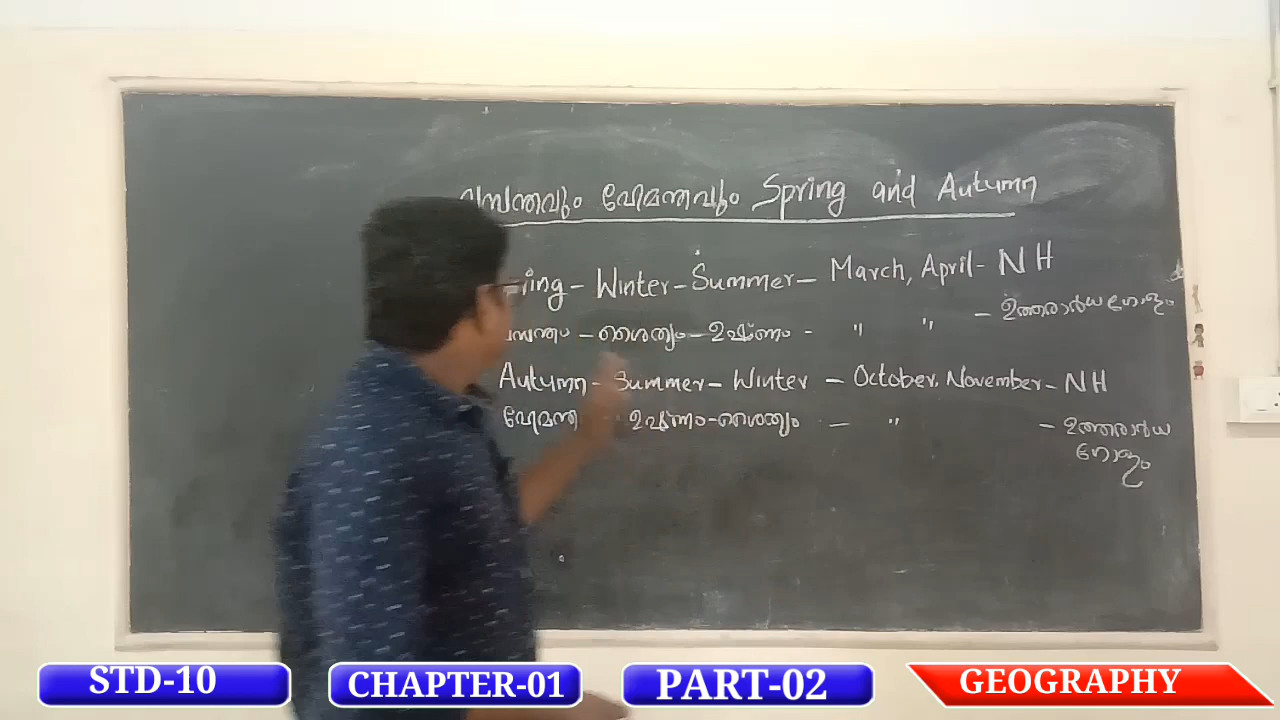 വസന്തവും ഹേമന്തവും Spring and Autumn
ing - Winter - Summer - March, April - NH
വസന്തം - ശൈത്യം - ഉഷ്ണം - " " - ഉത്തരാർധഗോളം
Autumn - Summer - Winter - October, November - NH
ഹേമന്ത ഉഷ്ണം - ശൈത്യം - " - ഉത്തരാർധ
ഗോളം
STD-10
CHAPTER-01
PART-02
GEOGRAPHY